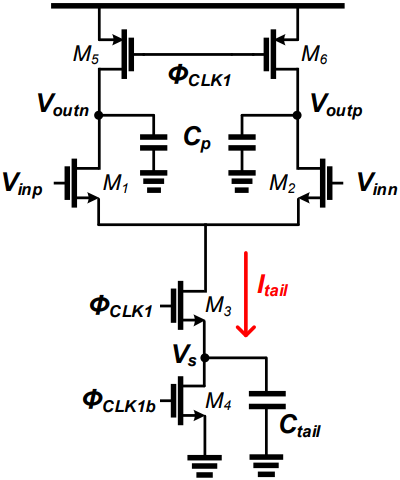 M5 M6
ΦCLK1
Voutn Voutp
Cp
Vinp M1 M2 Vinn
Itail
ΦCLK1 M3
Vs
ΦCLK1b M4
Ctail